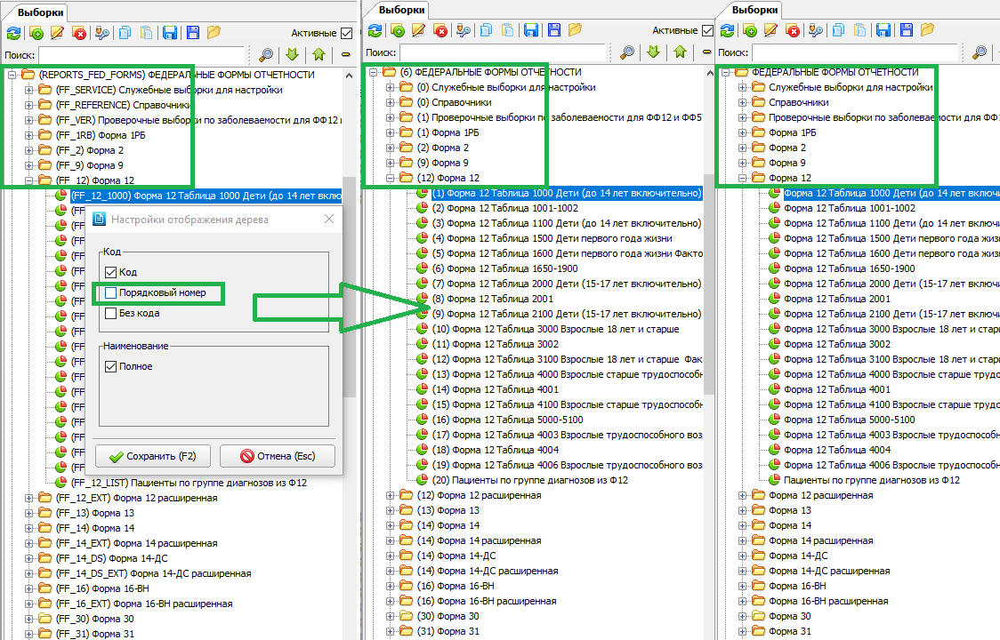 Выборки
Активные
Поиск:
(REPORTS_FED_FORMS) ФЕДЕРАЛЬНЫЕ ФОРМЫ ОТЧЕТНОСТИ
(FF_SERVICE) Служебные выборки для настройки
(FF_REFERENCE) Справочники
(FF_VER) Проверочные выборки по заболеваемости для ФФ12 и
(FF_1RB) Форма 1РБ
(FF_2) Форма 2
(FF_9) Форма 9
(FF_12) Форма 12
(FF_12_1000) Форма 12 Таблица 1000 Дети (до 14 лет вклю
Настройки отображения дерева
Код
Код
Порядковый номер
Без кода
Наименование
Полное
Сохранить (F2)
Отмена (Esc)
(FF_12_LIST) Пациенты по группе диагнозов из Ф12
(FF_12_EXT) Форма 12 расширенная
(FF_13) Форма 13
(FF_14) Форма 14
(FF_14_EXT) Форма 14 расширенная
(FF_14_DS) Форма 14-ДС
(FF_14_DS_EXT) Форма 14-ДС расширенная
(FF_16) Форма 16-ВН
(FF_16_EXT) Форма 16-ВН расширенная
(FF_30) Форма 30
(FF_31) Форма 31
Выборки
Активные
Поиск:
(6) ФЕДЕРАЛЬНЫЕ ФОРМЫ ОТЧЕТНОСТИ
(0) Служебные выборки для настройки
(0) Справочники
(1) Проверочные выборки по заболеваемости для ФФ12 и ФФ5
(1) Форма 1РБ
(2) Форма 2
(9) Форма 9
(12) Форма 12
(1) Форма 12 Таблица 1000 Дети (до 14 лет включительно)
(2) Форма 12 Таблица 1001-1002
(3) Форма 12 Таблица 1100 Дети (до 14 лет включительно)
(4) Форма 12 Таблица 1500 Дети первого года жизни
(5) Форма 12 Таблица 1600 Дети первого года жизни Факто
(6) Форма 12 Таблица 1650-1900
(7) Форма 12 Таблица 2000 Дети (15-17 лет включительно)
(8) Форма 12 Таблица 2001
(9) Форма 12 Таблица 2100 Дети (15-17 лет включительно)
(10) Форма 12 Таблица 3000 Взрослые 18 лет и старше
(11) Форма 12 Таблица 3002
(12) Форма 12 Таблица 3100 Взрослые 18 лет и старше Фак
(13) Форма 12 Таблица 4000 Взрослые старше трудоспособн
(14) Форма 12 Таблица 4001
(15) Форма 12 Таблица 4100 Взрослые старше трудоспособн
(16) Форма 12 Таблица 5000-5100
(17) Форма 12 Таблица 4003 Взрослые трудоспособного воз
(18) Форма 12 Таблица 4004
(19) Форма 12 Таблица 4006 Взрослые трудоспособного воз
(20) Пациенты по группе диагнозов из Ф12
(12) Форма 12 расширенная
(13) Форма 13
(14) Форма 14
(14) Форма 14 расширенная
(14) Форма 14-ДС
(14) Форма 14-ДС расширенная
(16) Форма 16-ВН
(16) Форма 16-ВН расширенная
(30) Форма 30
(31) Форма 31
Выборки
Поиск:
ФЕДЕРАЛЬНЫЕ ФОРМЫ ОТЧЕТНОСТИ
Служебные выборки для настройки
Справочники
Проверочные выборки по заболеваемости для ФФ1
Форма 1РБ
Форма 2
Форма 9
Форма 12
Форма 12 Таблица 1000 Дети (до 14 лет включитель
Форма 12 Таблица 1001-1002
Форма 12 Таблица 1100 Дети (до 14 лет включитель
Форма 12 Таблица 1500 Дети первого года жизн
Форма 12 Таблица 1600 Дети первого года жизн
Форма 12 Таблица 1650-1900
Форма 12 Таблица 2000 Дети (15-17 лет включитель
Форма 12 Таблица 2001
Форма 12 Таблица 2100 Дети (15-17 лет включитель
Форма 12 Таблица 3000 Взрослые 18 лет и старше
Форма 12 Таблица 3002
Форма 12 Таблица 3100 Взрослые 18 лет и старше
Форма 12 Таблица 4000 Взрослые старше трудоспо
Форма 12 Таблица 4001
Форма 12 Таблица 4100 Взрослые старше трудоспо
Форма 12 Таблица 5000-5100
Форма 12 Таблица 4003 Взрослые трудоспособного
Форма 12 Таблица 4004
Форма 12 Таблица 4006 Взрослые трудоспособного
Пациенты по группе диагнозов из Ф12
Форма 12 расширенная
Форма 13
Форма 14
Форма 14 расширенная
Форма 14-ДС
Форма 14-ДС расширенная
Форма 16-ВН
Форма 16-ВН расширенная
Форма 30
Форма 31